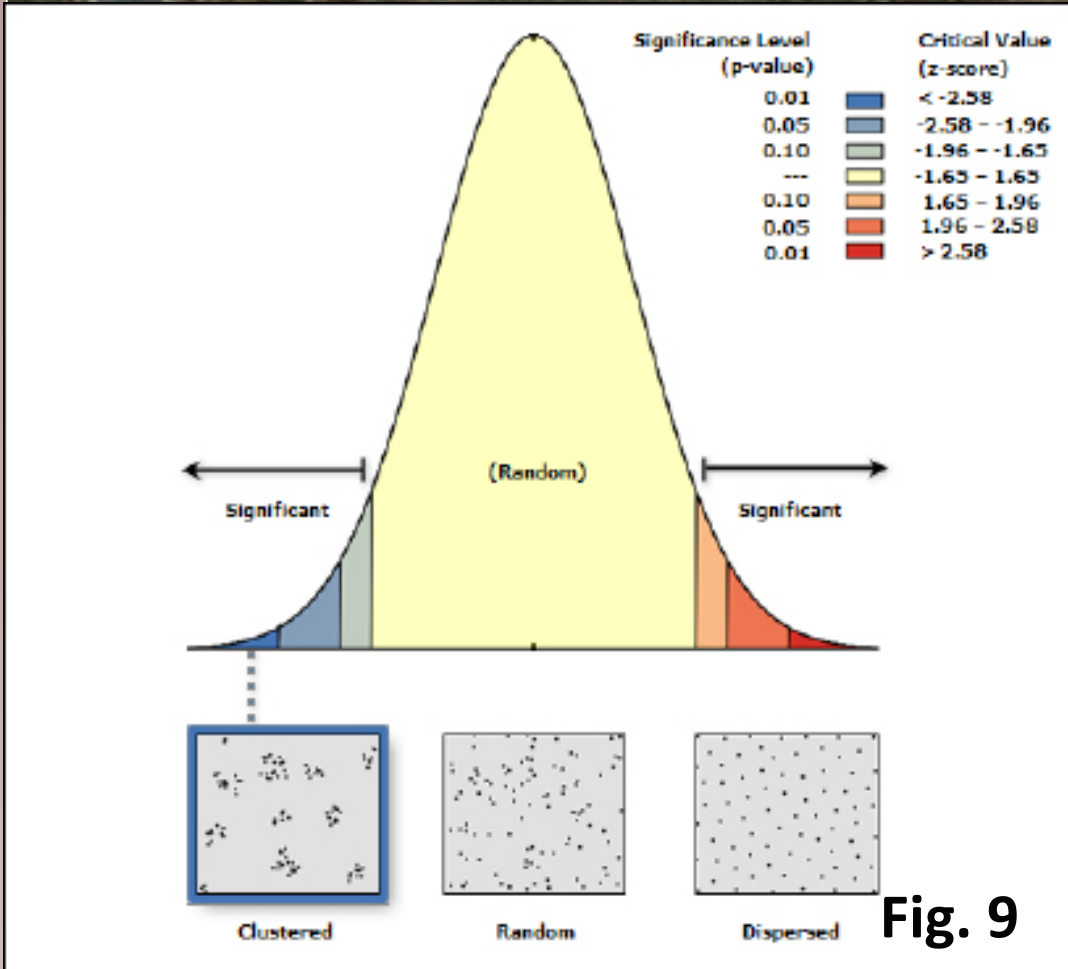 Significance Level Critical Value
(p-value) (z-score)
0.01 < -2.58
0.05 -2.58 – -1.96
0.10 -1.96 – -1.65
--- -1.65 – 1.65
0.10 1.65 – 1.96
0.05 1.96 – 2.58
0.01 > 2.58
(Random)
Significant Significant
Clustered Random Dispersed
Fig. 9